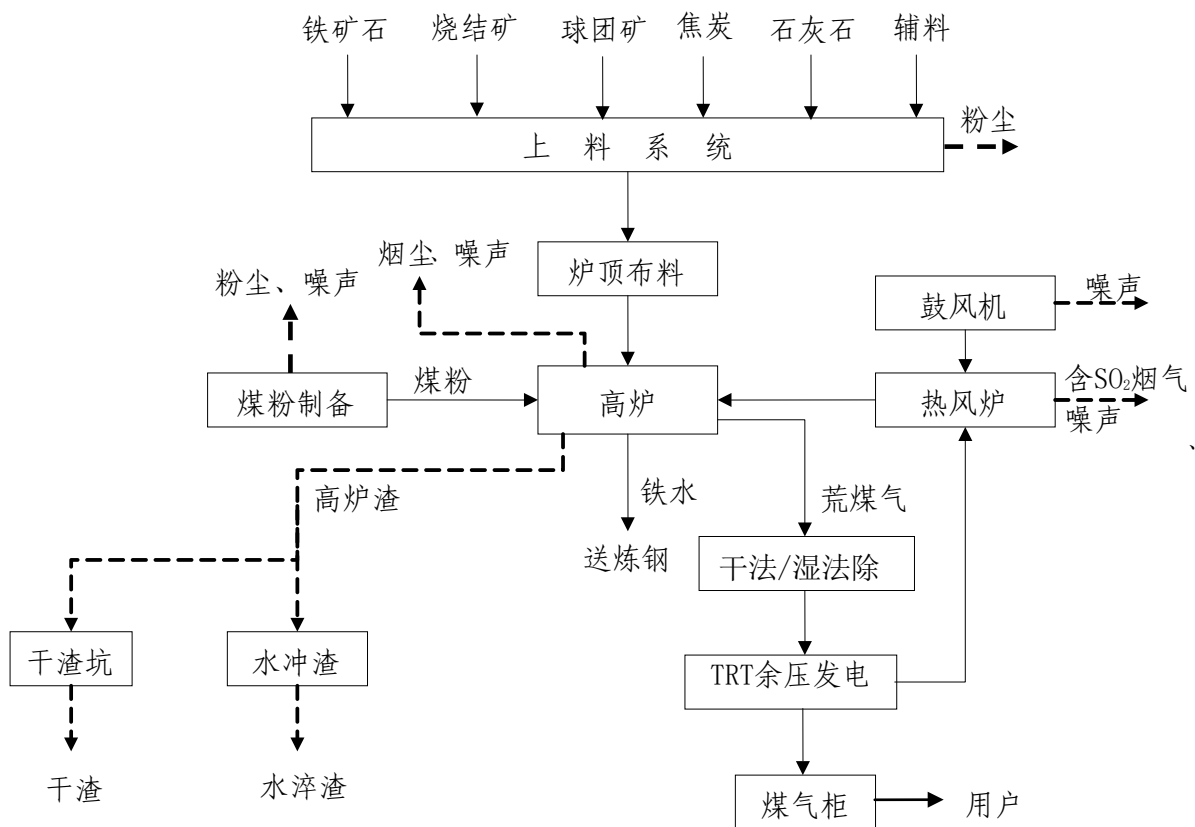 铁矿石 烧结矿 球团矿 焦炭 石灰石 辅料
粉尘
上 料 系 统
烟尘、噪声
炉顶布料
粉尘、噪声
鼓风机
噪声
煤粉制备
煤粉
高炉
热风炉
含SO₂烟气
噪声
、
高炉渣
铁水
荒煤气
送炼钢
干法/湿法除
干渣坑
水冲渣
TRT余压发电
干渣
水淬渣
煤气柜
用户